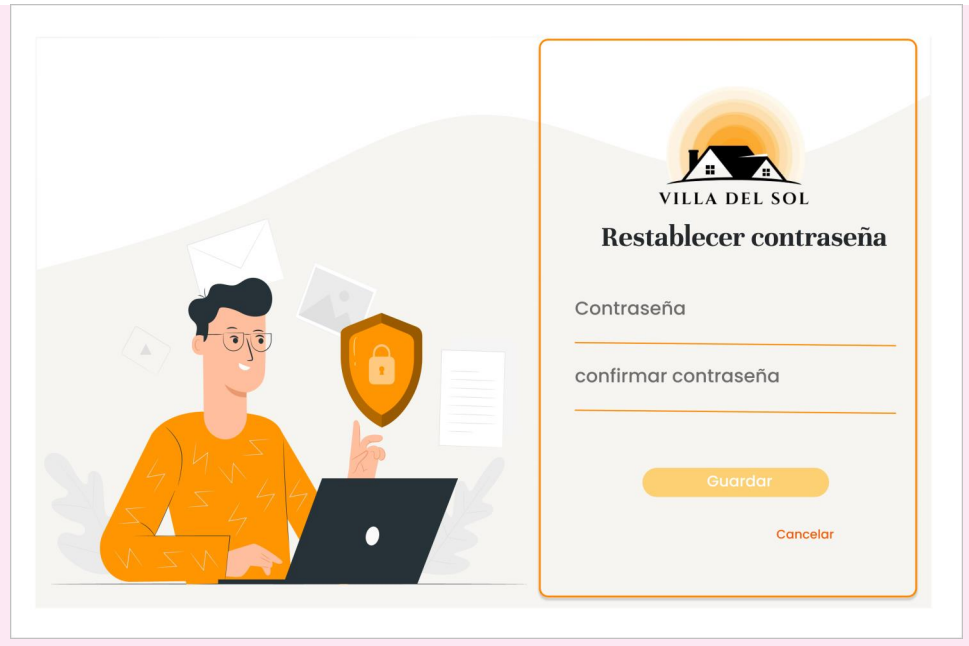 VILLA DEL SOL
Restablecer contraseña
Contraseña
confirmar contraseña
Guardar
Cancelar